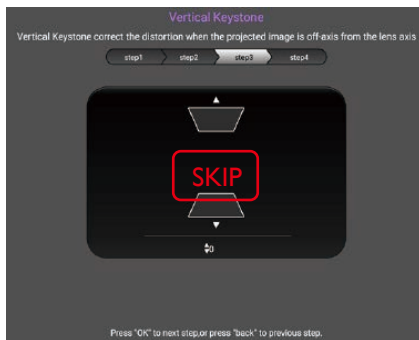 Vertical Keystone
Vertical Keystone correct the distortion when the projected image is off-axis from the lens axis
step1 step2 step3 step4
SKIP
0
Press "OK" to next step,or press "back" to previous step.